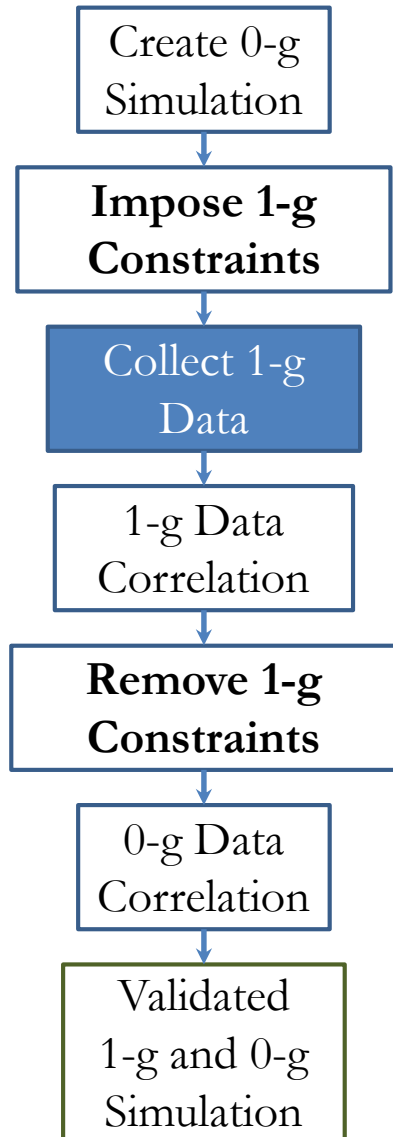 Create 0-g
Simulation
Impose 1-g
Constraints
Collect 1-g
Data
1-g Data
Correlation
Remove 1-g
Constraints
0-g Data
Correlation
Validated
1-g and 0-g
Simulation